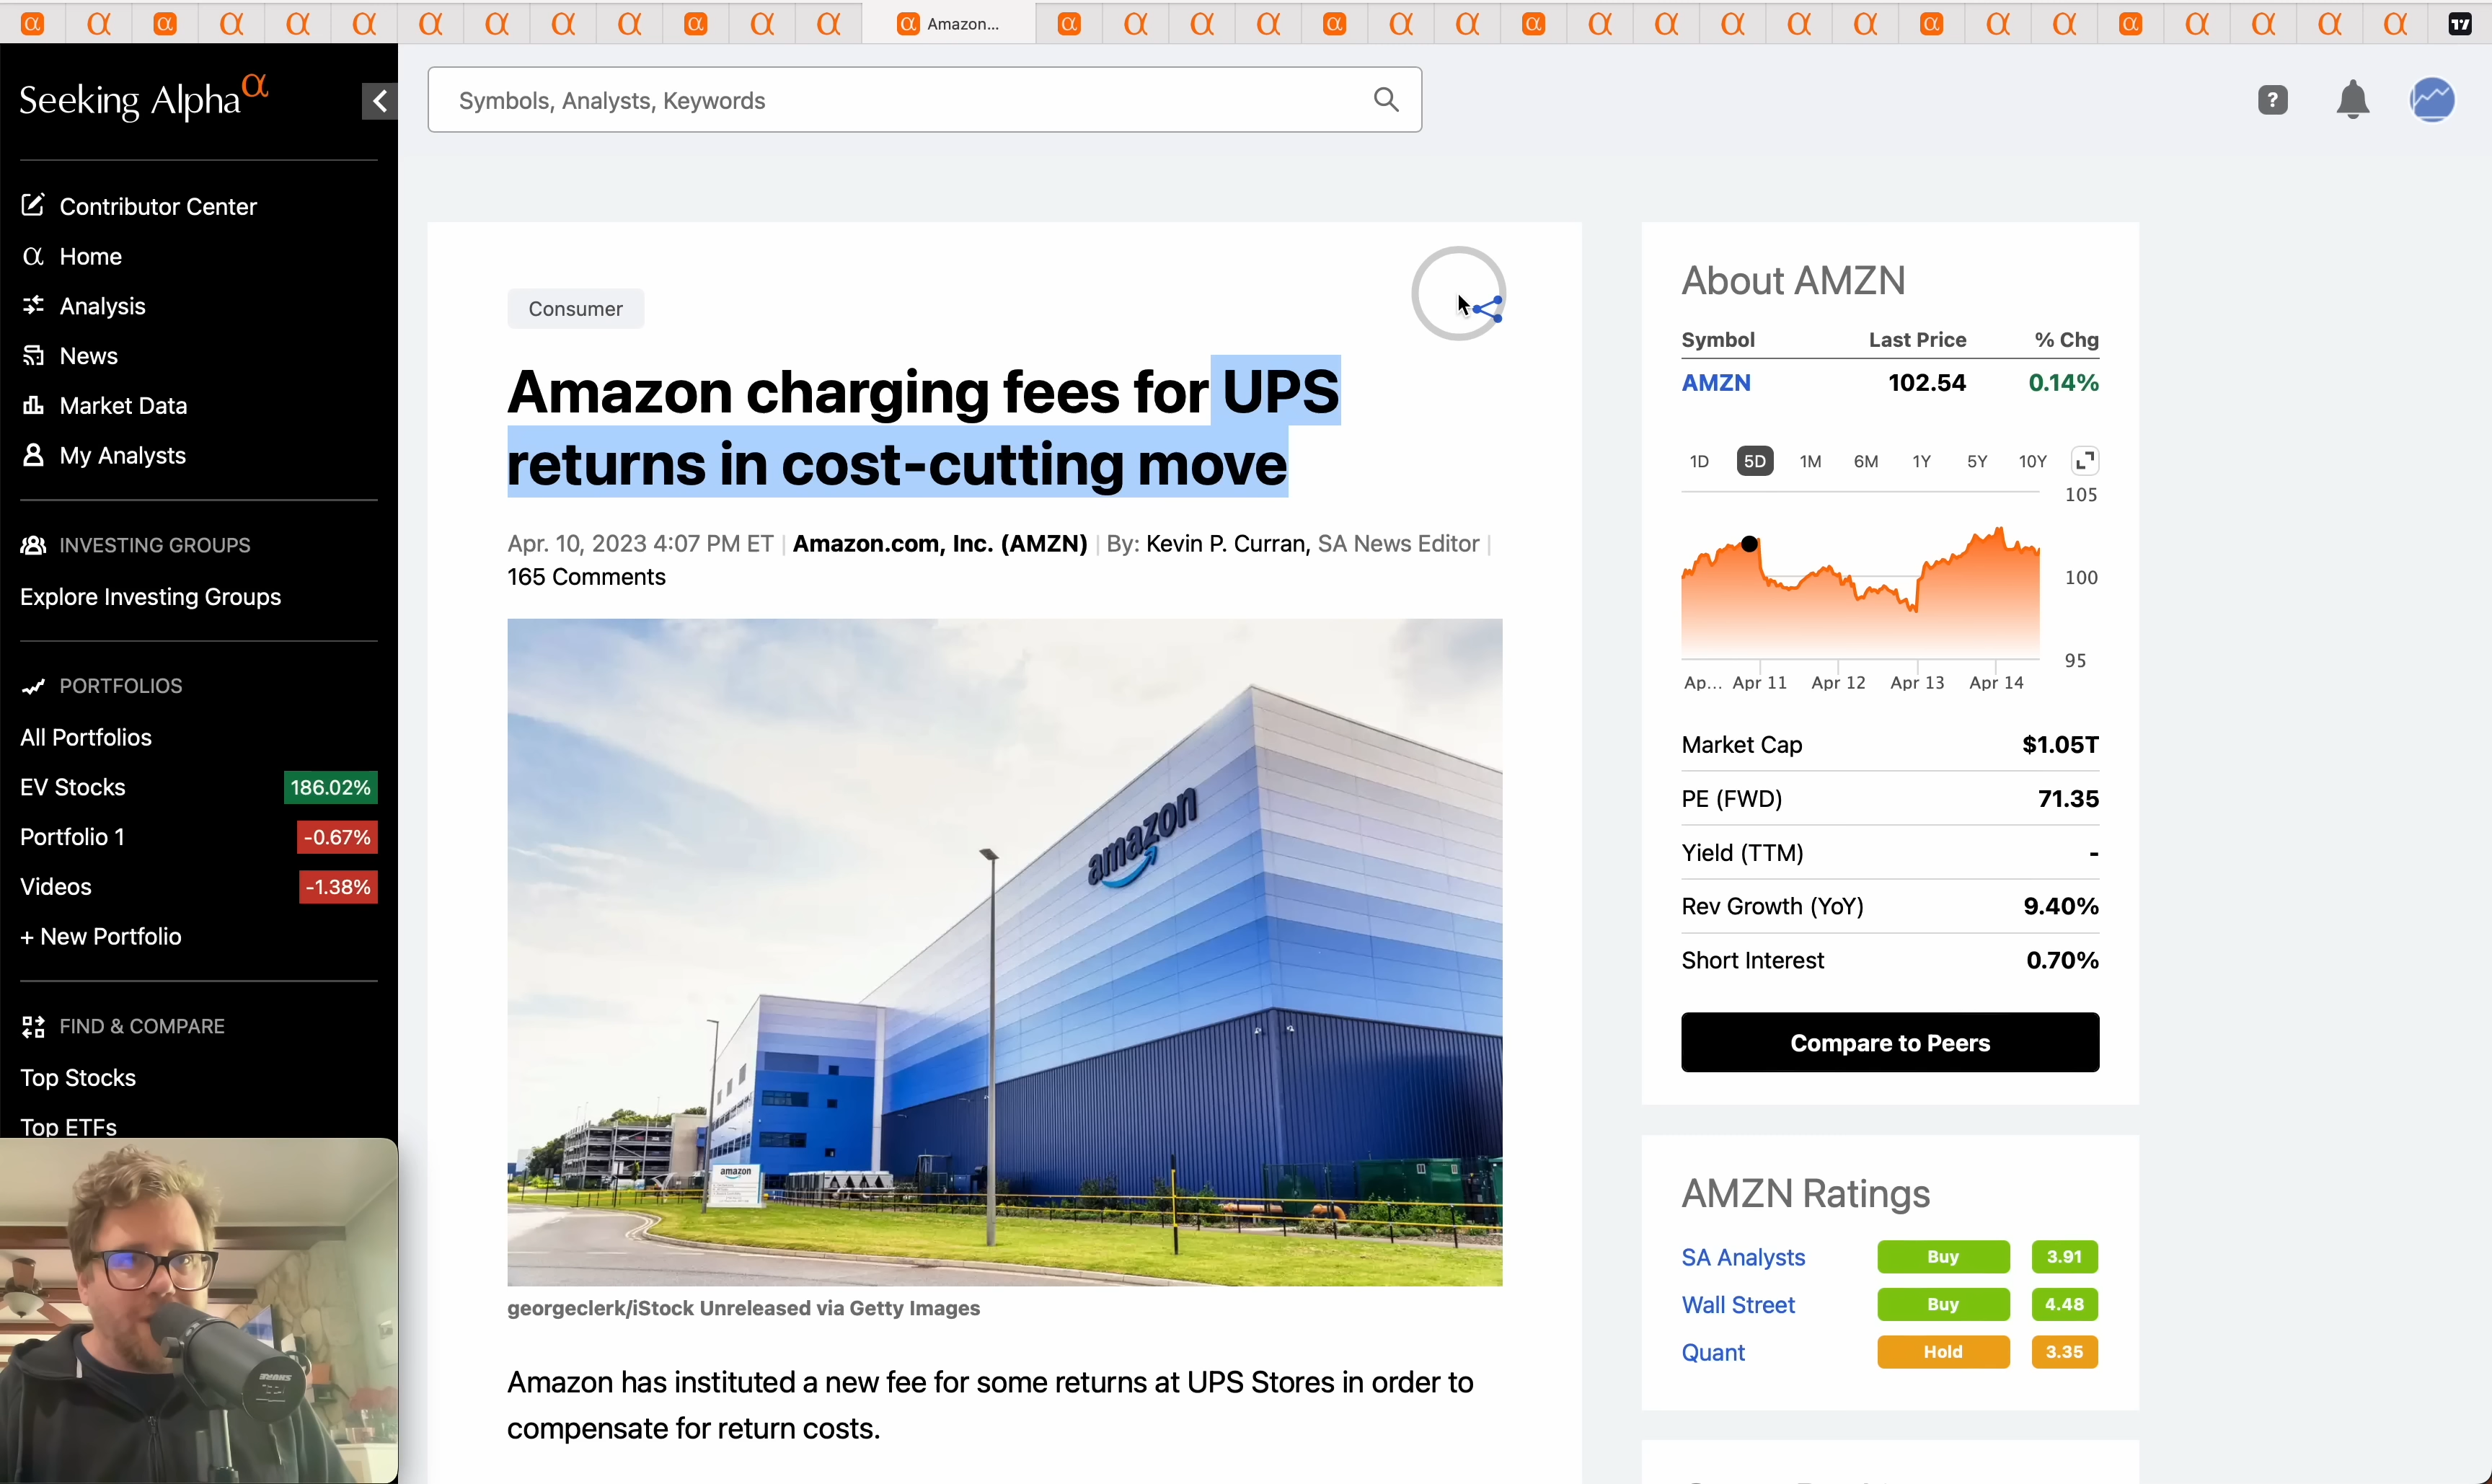 Amazon...
Seeking Alpha α
Symbols, Analysts, Keywords
?
Contributor Center
Home
Analysis
News
Market Data
My Analysts
INVESTING GROUPS
Explore Investing Groups
PORTFOLIOS
All Portfolios
EV Stocks 186.02%
Portfolio 1 -0.67%
Videos -1.38%
+ New Portfolio
FIND & COMPARE
Top Stocks
Top ETFs
Consumer
Amazon charging fees for UPS
returns in cost-cutting move
Apr. 10, 2023 4:07 PM ET | Amazon.com, Inc. (AMZN) | By: Kevin P. Curran, SA News Editor |
165 Comments
amazon
amazon
georgeclerk/iStock Unreleased via Getty Images
Amazon has instituted a new fee for some returns at UPS Stores in order to
compensate for return costs.
About AMZN
Symbol Last Price % Chg
AMZN 102.54 0.14%
1D 5D 1M 6M 1Y 5Y 10Y
105
100
95
Ap... Apr 11 Apr 12 Apr 13 Apr 14
Market Cap $1.05T
PE (FWD) 71.35
Yield (TTM) -
Rev Growth (YoY) 9.40%
Short Interest 0.70%
Compare to Peers
AMZN Ratings
SA Analysts Buy 3.91
Wall Street Buy 4.48
Quant Hold 3.35